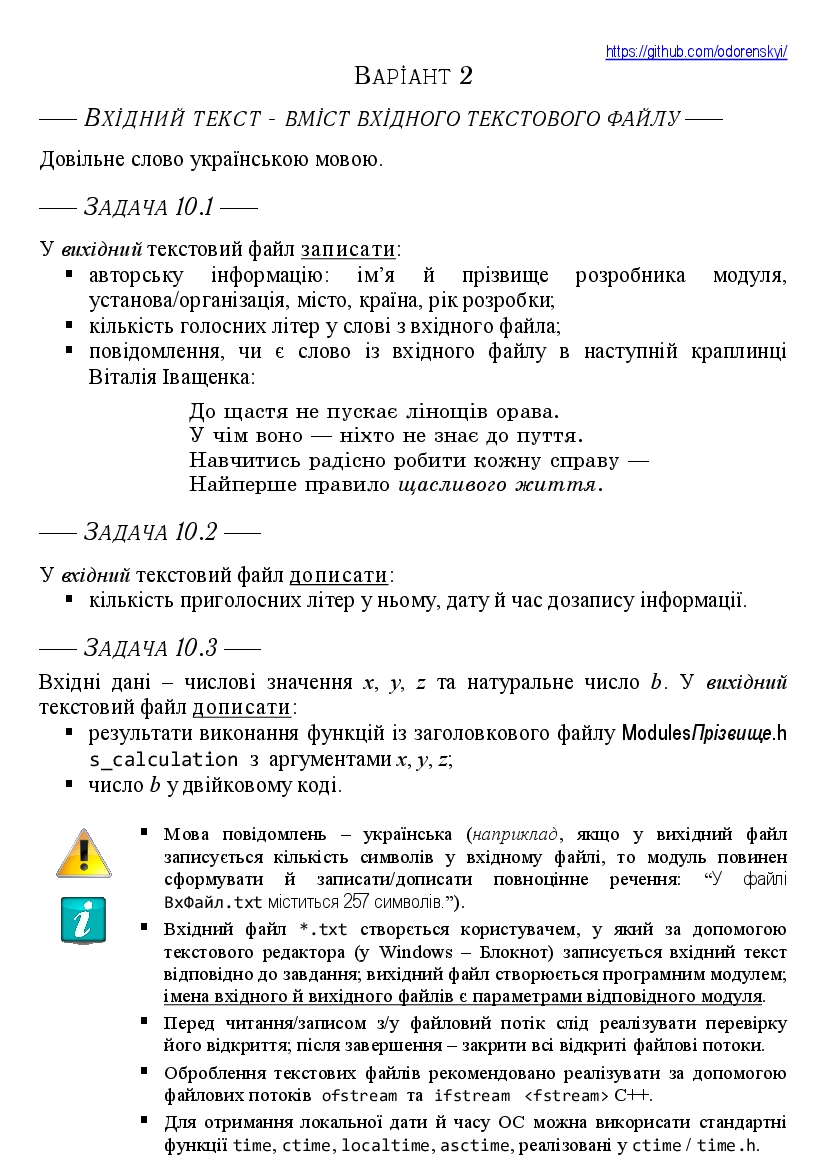 https://github.com/odorenskyi/
Варіант 2
—— Вхідний текст - вміст вхідного текстового файлу ——
Довільне слово українською мовою.
—— Задача 10.1 ——
У вихідний текстовий файл записати:
▪ авторську інформацію: ім’я й прізвище розробника модуля,
установа/організація, місто, країна, рік розробки;
▪ кількість голосних літер у слові з вхідного файла;
▪ повідомлення, чи є слово із вхідного файлу в наступній краплинці
Віталія Іващенка:
До щастя не пускає лінощів орава.
У чім воно — ніхто не знає до пуття.
Навчитись радісно робити кожну справу —
Найперше правило щасливого життя.
—— Задача 10.2 ——
У вхідний текстовий файл дописати:
▪ кількість приголосних літер у ньому, дату й час дозапису інформації.
—— Задача 10.3 ——
Вхідні дані – числові значення x, y, z та натуральне число b. У вихідний
текстовий файл дописати:
▪ результати виконання функцій із заголовкового файлу ModulesПрізвище.h
s_calculation з аргументами x, y, z;
▪ число b у двійковому коді.
▪ Мова повідомлень – українська (наприклад, якщо у вихідний файл
записується кількість символів у вхідному файлі, то модуль повинен
сформувати й записати/дописати повноцінне речення: “У файлі
ВхФайл.txt міститься 257 символів.”).
▪ Вхідний файл *.txt створється користувачем, у який за допомогою
текстового редактора (у Windows – Блокнот) записується вхідний текст
відповідно до завдання; вихідний файл створюється програмним модулем;
імена вхідного й вихідного файлів є параметрами відповідного модуля.
▪ Перед читання/записом з/у файловий потік слід реалізувати перевірку
його відкриття; після завершення – закрити всі відкриті файлові потоки.
▪ Оброблення текстових файлів рекомендовано реалізувати за допомогою
файлових потоків ofstream та ifstream <fstream> С++.
▪ Для отримання локальної дати й часу ОС можна викорисати стандартні
функції time, ctime, localtime, asctime, реалізовані у ctime / time.h.